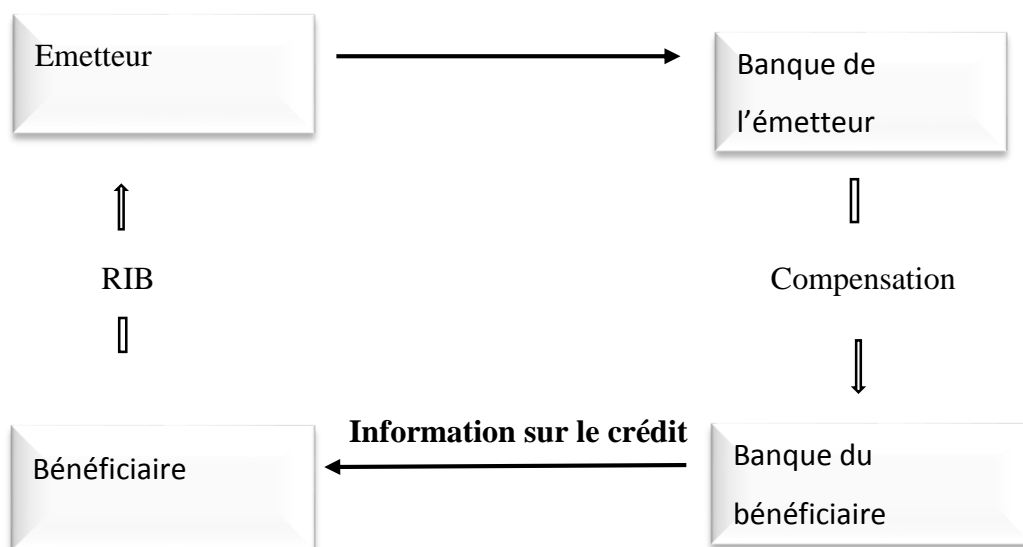 Emetteur
Banque de
l’émetteur
RIB
Compensation
Information sur le crédit
Bénéficiaire
Banque du
bénéficiaire